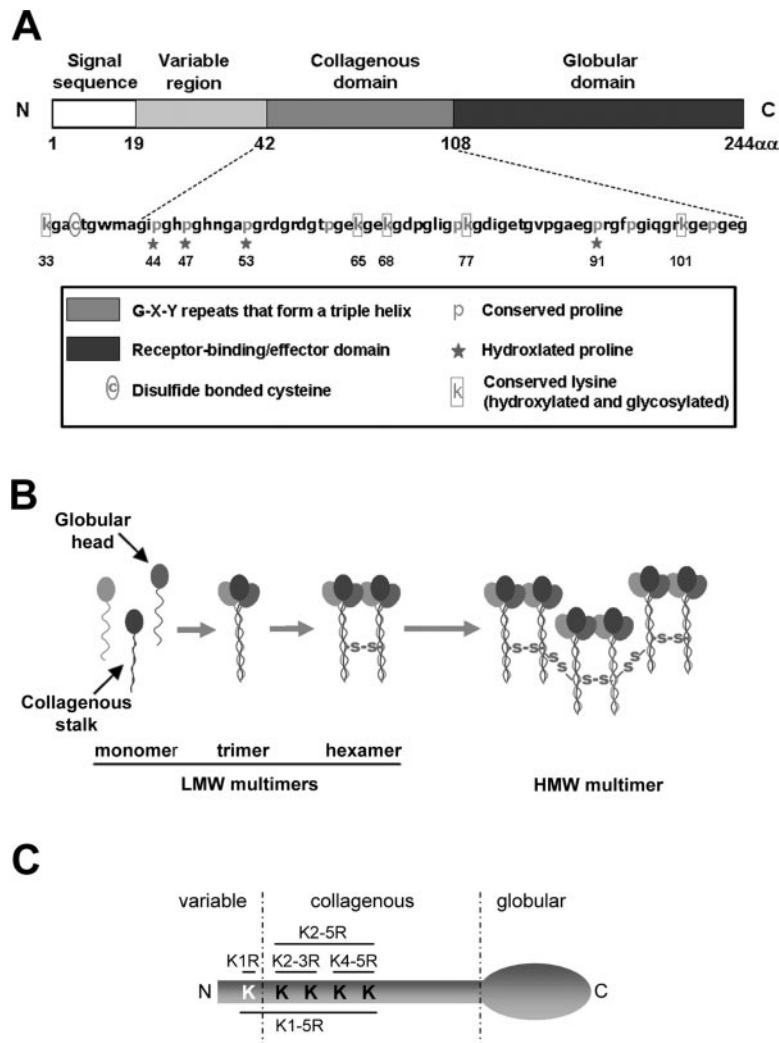 A
Signal sequence
Variable region
Collagenous domain
Globular domain
N
C
1 19 42 108 244αα
kgactgwmagipghpghngapgrdgrdgtpgekgekgdpgligpkgdigetgvpgaegprgfpgiqgrkgepgeg
33 44 47 53 65 68 77 91 101
G-X-Y repeats that form a triple helix
p Conserved proline
Receptor-binding/effector domain
Hydroxlated proline
c Disulfide bonded cysteine
k Conserved lysine
(hydroxylated and glycosylated)
B
Globular head
Collagenous stalk
S-S
S-S S S S-S S S S-S
monomer trimer hexamer
LMW multimers
HMW multimer
C
variable collagenous globular
K2-5R
K1R K2-3R K4-5R
N K K K K K C
K1-5R